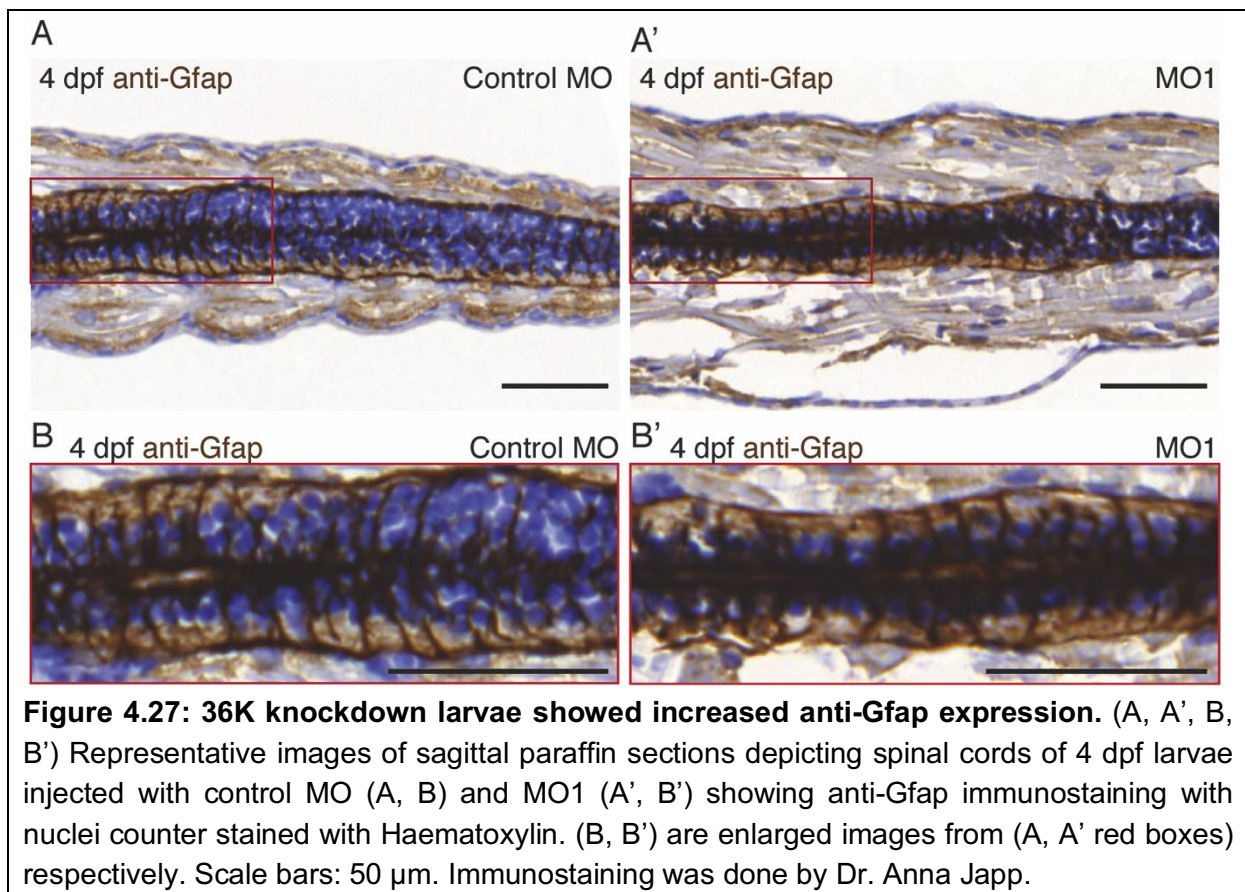 A
4 dpf anti-Gfap Control MO
A'
4 dpf anti-Gfap MO1
B 4 dpf anti-Gfap Control MO
B' 4 dpf anti-Gfap MO1
Figure 4.27: 36K knockdown larvae showed increased anti-Gfap expression. (A, A’, B,
B’) Representative images of sagittal paraffin sections depicting spinal cords of 4 dpf larvae
injected with control MO (A, B) and MO1 (A’, B’) showing anti-Gfap immunostaining with
nuclei counter stained with Haematoxylin. (B, B’) are enlarged images from (A, A’ red boxes)
respectively. Scale bars: 50 µm. Immunostaining was done by Dr. Anna Japp.